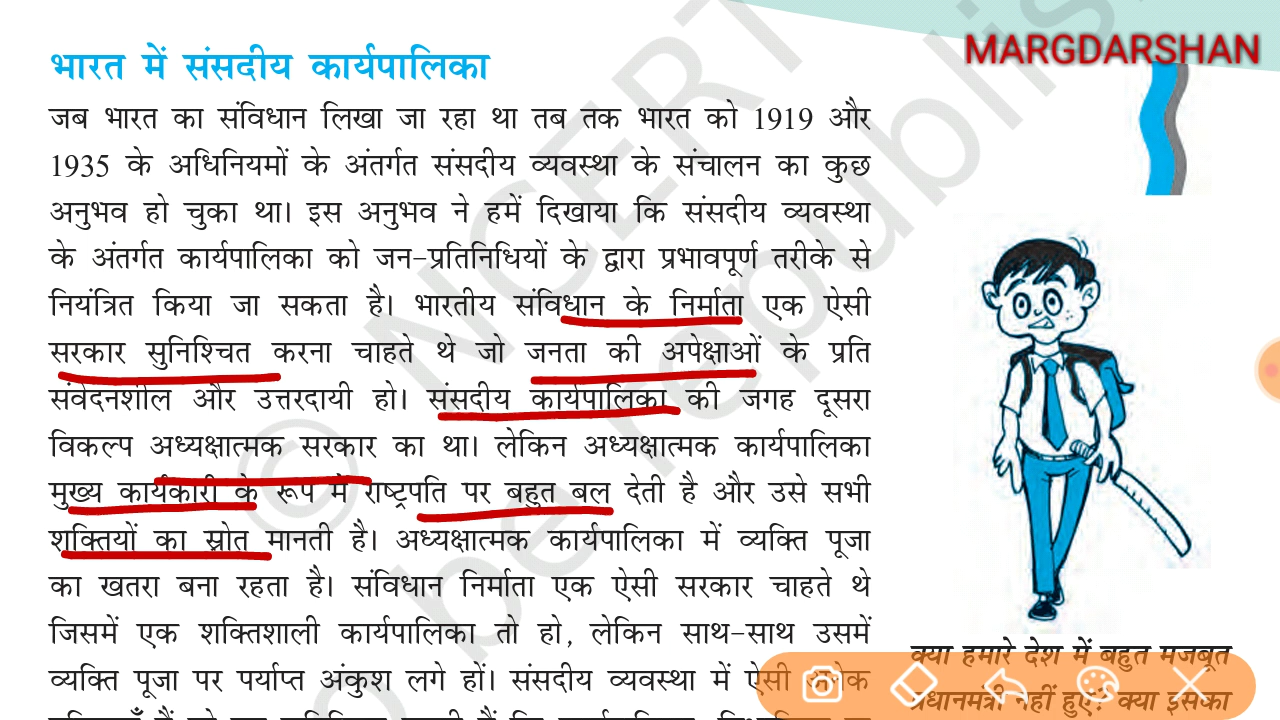 MARGDARSHAN
भारत में संसदीय कार्यपालिका
जब भारत का संविधान लिखा जा रहा था तब तक भारत को 1919 और
1935 के अधिनियमों के अंतर्गत संसदीय व्यवस्था के संचालन का कुछ
अनुभव हो चुका था। इस अनुभव ने हमें दिखाया कि संसदीय व्यवस्था
के अंतर्गत कार्यपालिका को जन-प्रतिनिधियों के द्वारा प्रभावपूर्ण तरीके से
नियंत्रित किया जा सकता है। भारतीय संविधान के निर्माता एक ऐसी
सरकार सुनिश्चित करना चाहते थे जो जनता की अपेक्षाओं के प्रति
संवेदनशील और उत्तरदायी हो। संसदीय कार्यपालिका की जगह दूसरा
विकल्प अध्यक्षात्मक सरकार का था। लेकिन अध्यक्षात्मक कार्यपालिका
मुख्य कार्यकारी के रूप में राष्ट्रपति पर बहुत बल देती है और उसे सभी
शक्तियों का स्रोत मानती है। अध्यक्षात्मक कार्यपालिका में व्यक्ति पूजा
का खतरा बना रहता है। संविधान निर्माता एक ऐसी सरकार चाहते थे
जिसमें एक शक्तिशाली कार्यपालिका तो हो, लेकिन साथ-साथ उसमें
व्यक्ति पूजा पर पर्याप्त अंकुश लगे हों। संसदीय व्यवस्था में ऐसी अनेक
क्या हमारे देश में बहुत मजबूत
प्रधानमंत्री नहीं हुए? क्या इसका
© NCERT
be republis